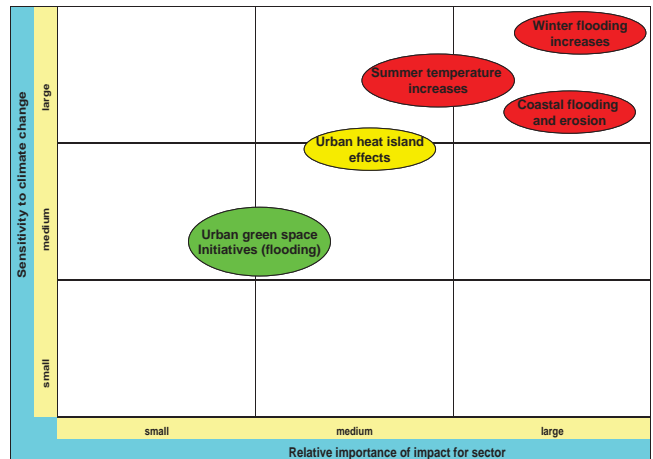 Sensitivity to climate change
large
medium
small
Winter flooding
increases
Summer temperature
increases
Coastal flooding
and erosion
Urban heat island
effects
Urban green space
Initiatives (flooding)
small
medium
large
Relative importance of impact for sector